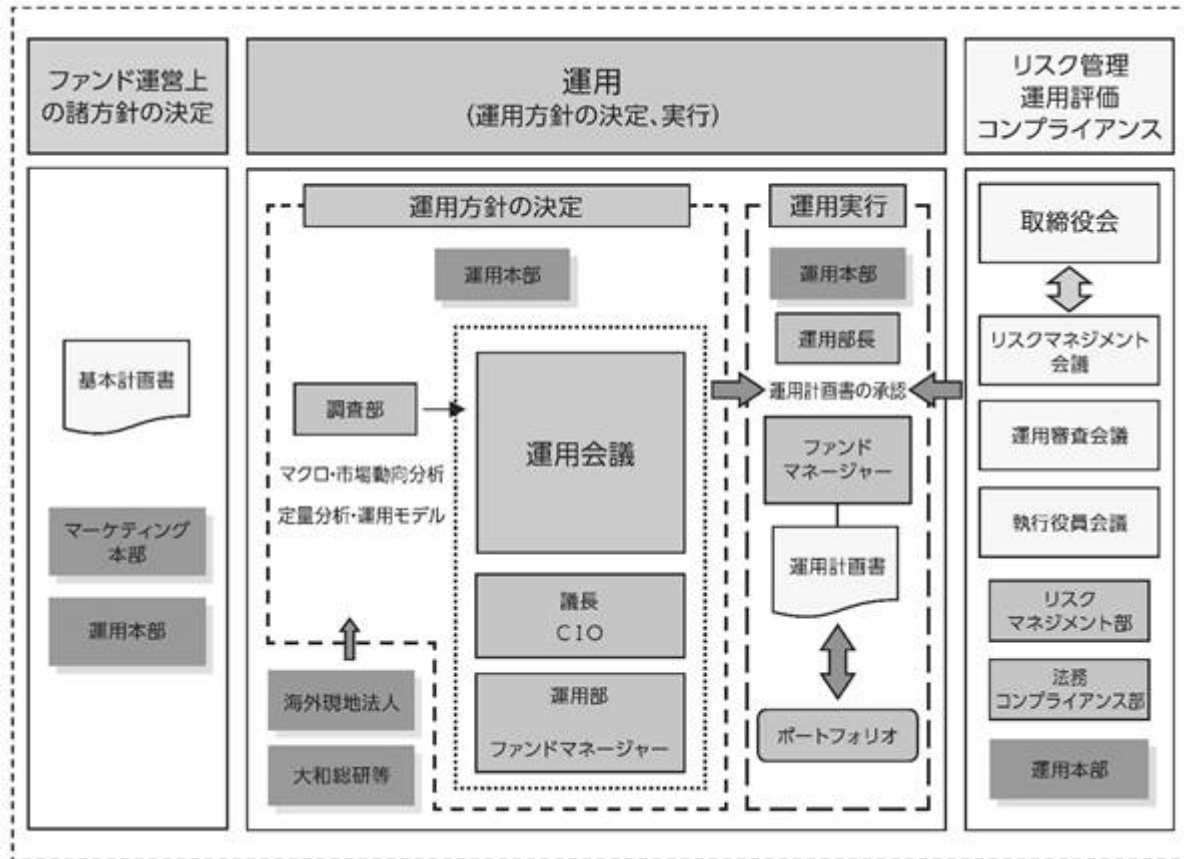 ファンド運営上
の諸方針の決定
運用
(運用方針の決定、実行)
リスク管理
運用評価
コンプライアンス
基本計画書
マーケティング
本部
運用本部
運用方針の決定
運用本部
調査部
マクロ・市場動向分析
定量分析・運用モデル
海外現地法人
大和総研等
運用会議
議長
CIO
運用部
ファンドマネージャー
運用実行
運用本部
運用部長
運用計画書の承認
ファンド
マネージャー
運用計画書
ポートフォリオ
取締役会
リスクマネジメント
会議
運用審査会議
執行役員会議
リスク
マネジメント部
法務
コンプライアンス部
運用本部